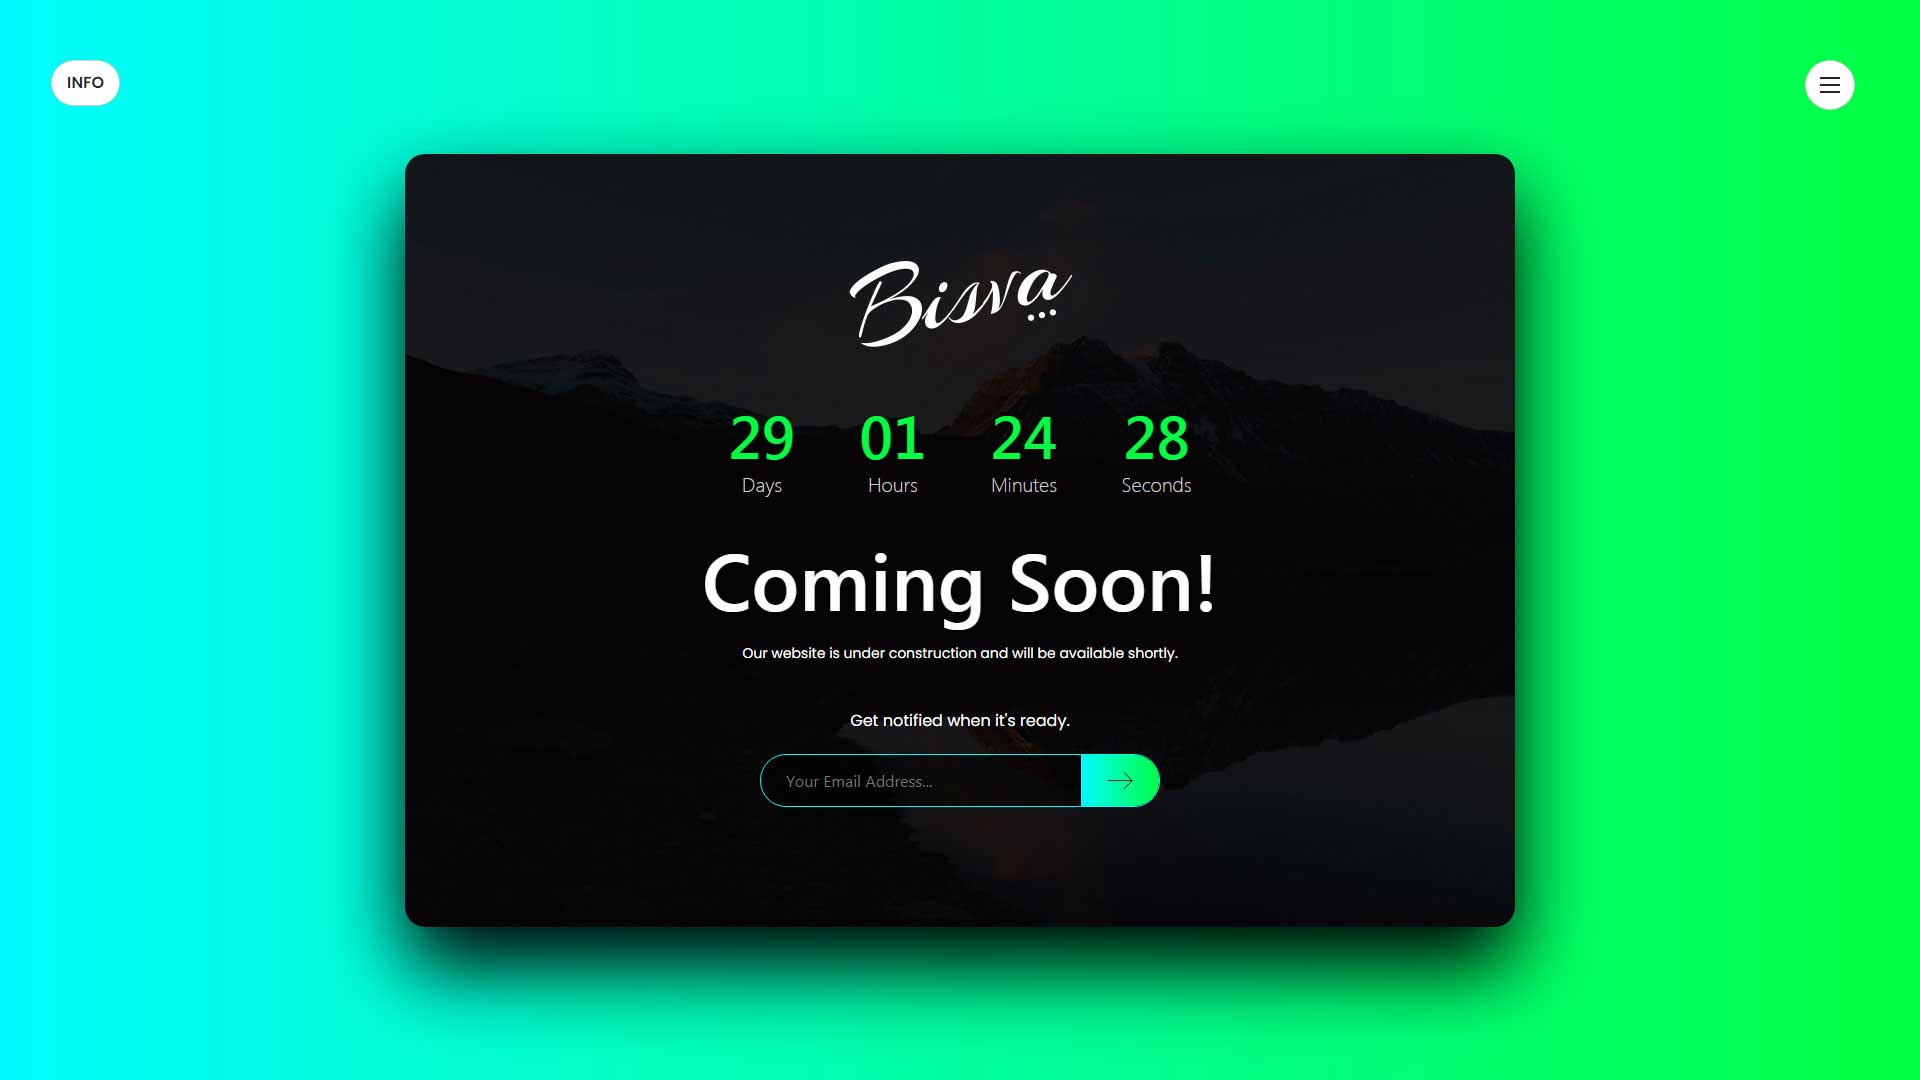 INFO
Bisva...
29 01 24 28
Days Hours Minutes Seconds
Coming Soon!
Our website is under construction and will be available shortly.
Get notified when it's ready.
Your Email Address...